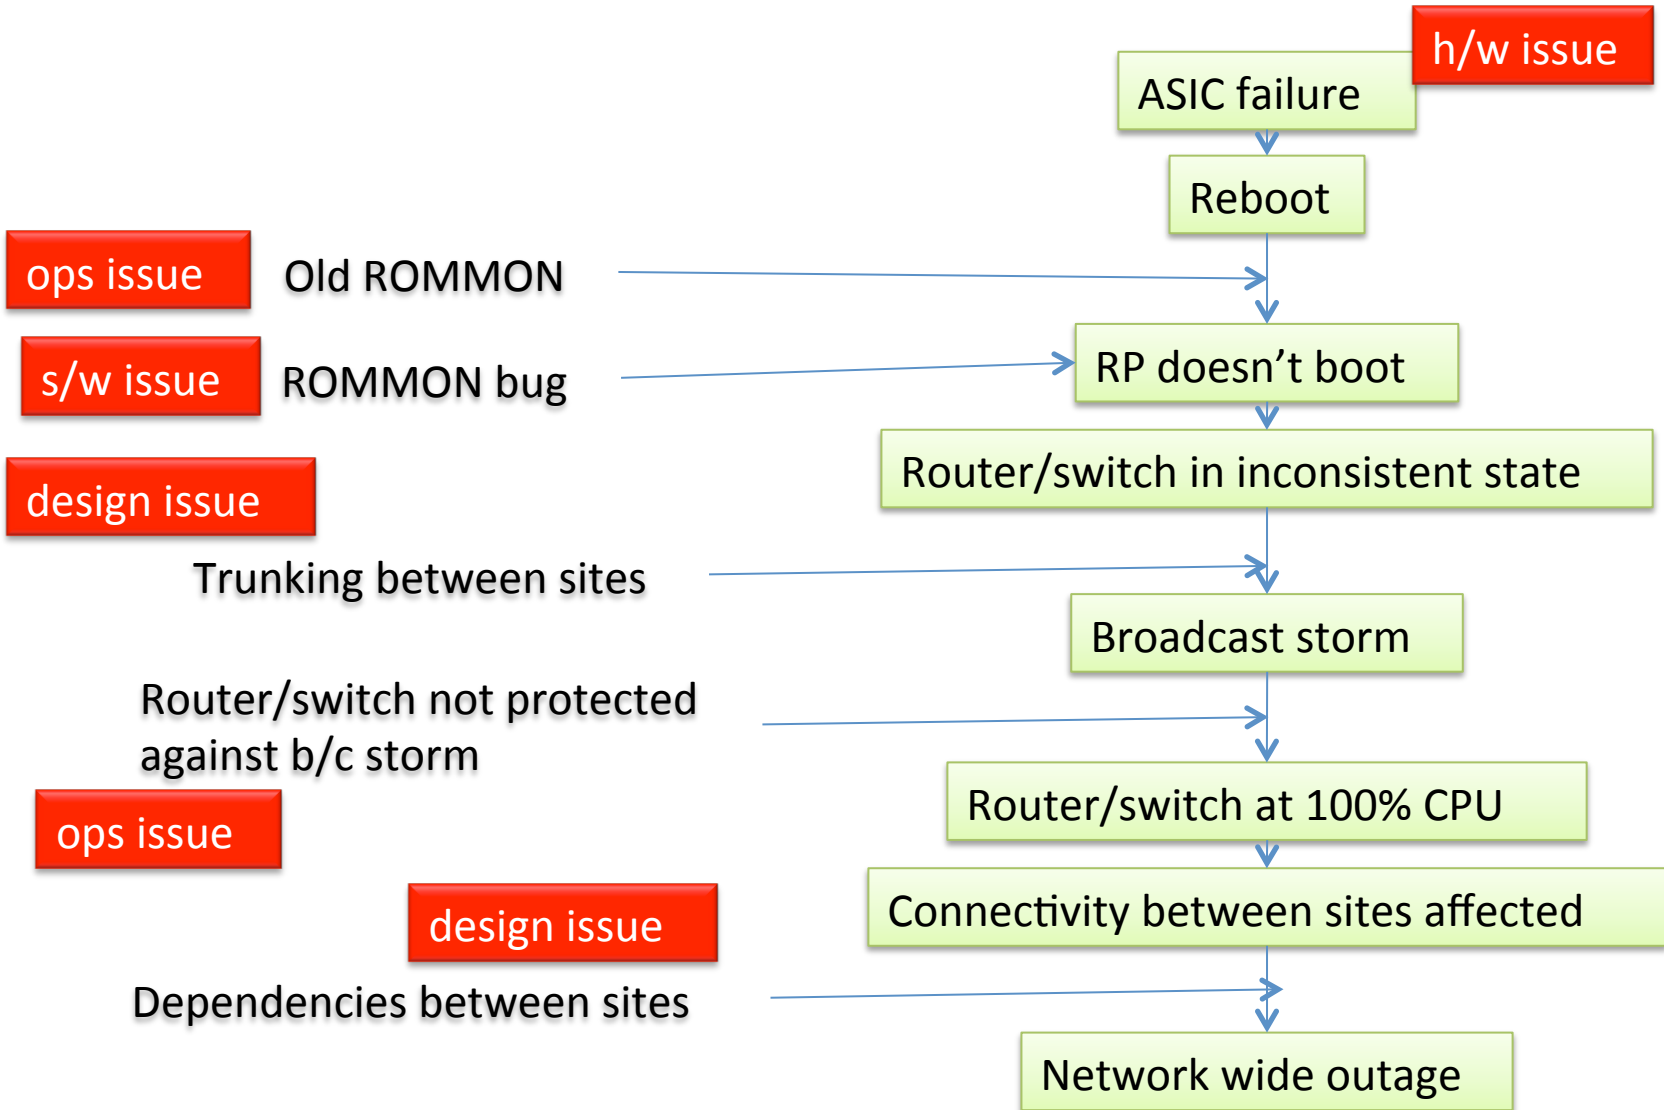 h/w issue
ASIC failure
Reboot
ops issue
Old ROMMON
s/w issue
ROMMON bug
RP doesn’t boot
design issue
Router/switch in inconsistent state
Trunking between sites
Broadcast storm
Router/switch not protected
against b/c storm
ops issue
Router/switch at 100% CPU
design issue
Connectivity between sites affected
Dependencies between sites
Network wide outage